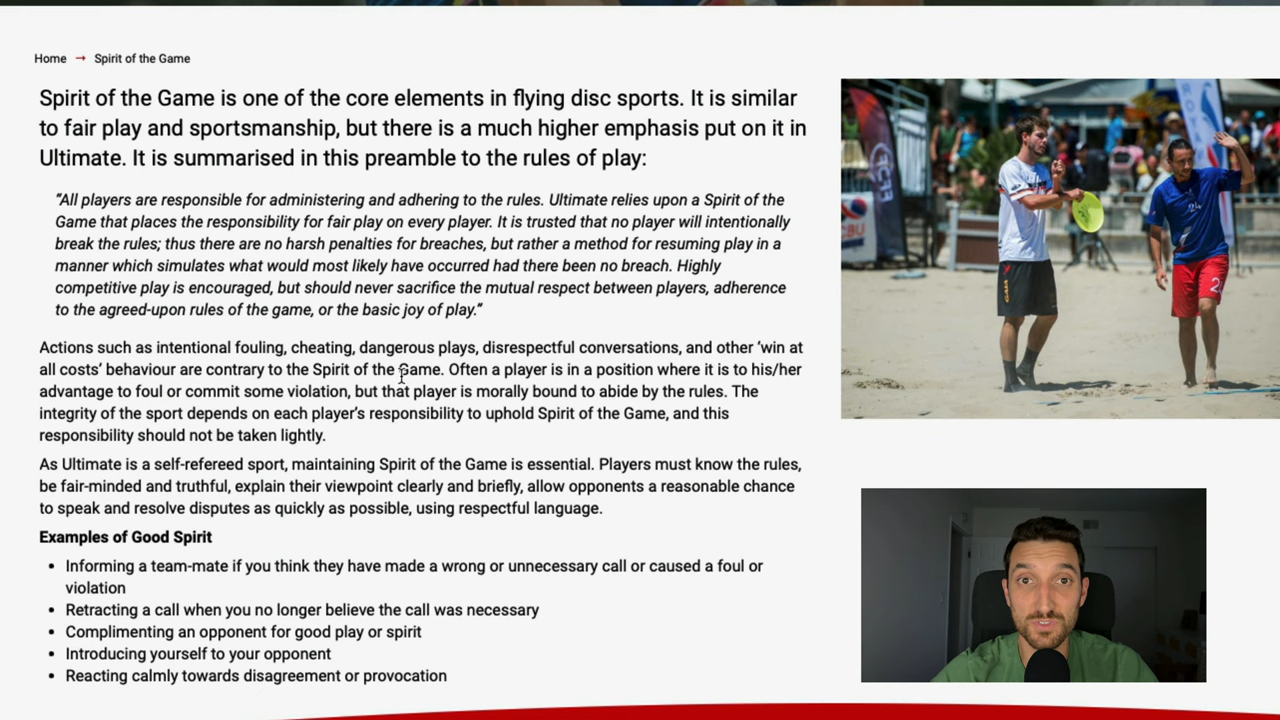 Home → Spirit of the Game
Spirit of the Game is one of the core elements in flying disc sports. It is similar
to fair play and sportsmanship, but there is a much higher emphasis put on it in
Ultimate. It is summarised in this preamble to the rules of play:
“All players are responsible for administering and adhering to the rules. Ultimate relies upon a Spirit of the
Game that places the responsibility for fair play on every player. It is trusted that no player will intentionally
break the rules; thus there are no harsh penalties for breaches, but rather a method for resuming play in a
manner which simulates what would most likely have occurred had there been no breach. Highly
competitive play is encouraged, but should never sacrifice the mutual respect between players, adherence
to the agreed-upon rules of the game, or the basic joy of play.”
Actions such as intentional fouling, cheating, dangerous plays, disrespectful conversations, and other ‘win at
all costs’ behaviour are contrary to the Spirit of the Game. Often a player is in a position where it is to his/her
advantage to foul or commit some violation, but that player is morally bound to abide by the rules. The
integrity of the sport depends on each player’s responsibility to uphold Spirit of the Game, and this
responsibility should not be taken lightly.
As Ultimate is a self-refereed sport, maintaining Spirit of the Game is essential. Players must know the rules,
be fair-minded and truthful, explain their viewpoint clearly and briefly, allow opponents a reasonable chance
to speak and resolve disputes as quickly as possible, using respectful language.
Examples of Good Spirit
• Informing a team-mate if you think they have made a wrong or unnecessary call or caused a foul or
violation
• Retracting a call when you no longer believe the call was necessary
• Complimenting an opponent for good play or spirit
• Introducing yourself to your opponent
• Reacting calmly towards disagreement or provocation